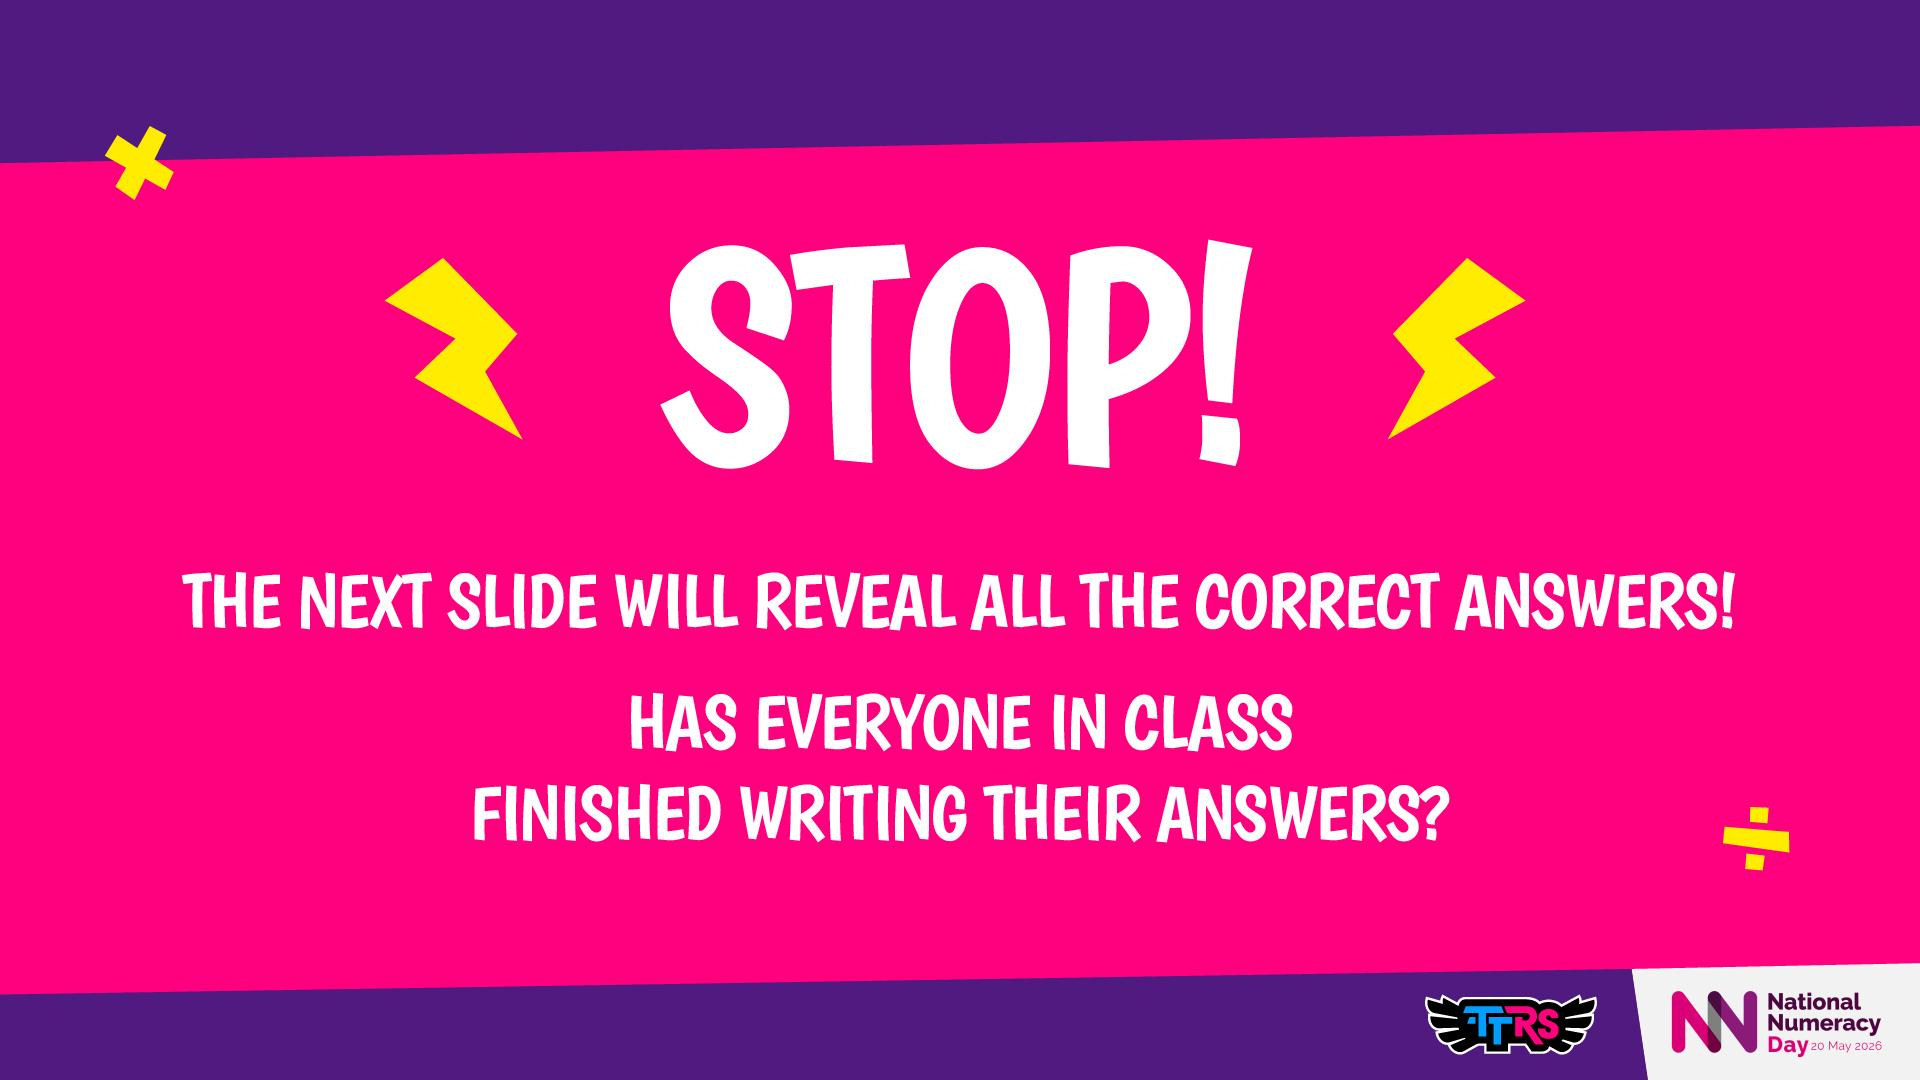 STOP!
THE NEXT SLIDE WILL REVEAL ALL THE CORRECT ANSWERS!
HAS EVERYONE IN CLASS
FINISHED WRITING THEIR ANSWERS?
TTRS
National
Numeracy
Day 20 May 2026